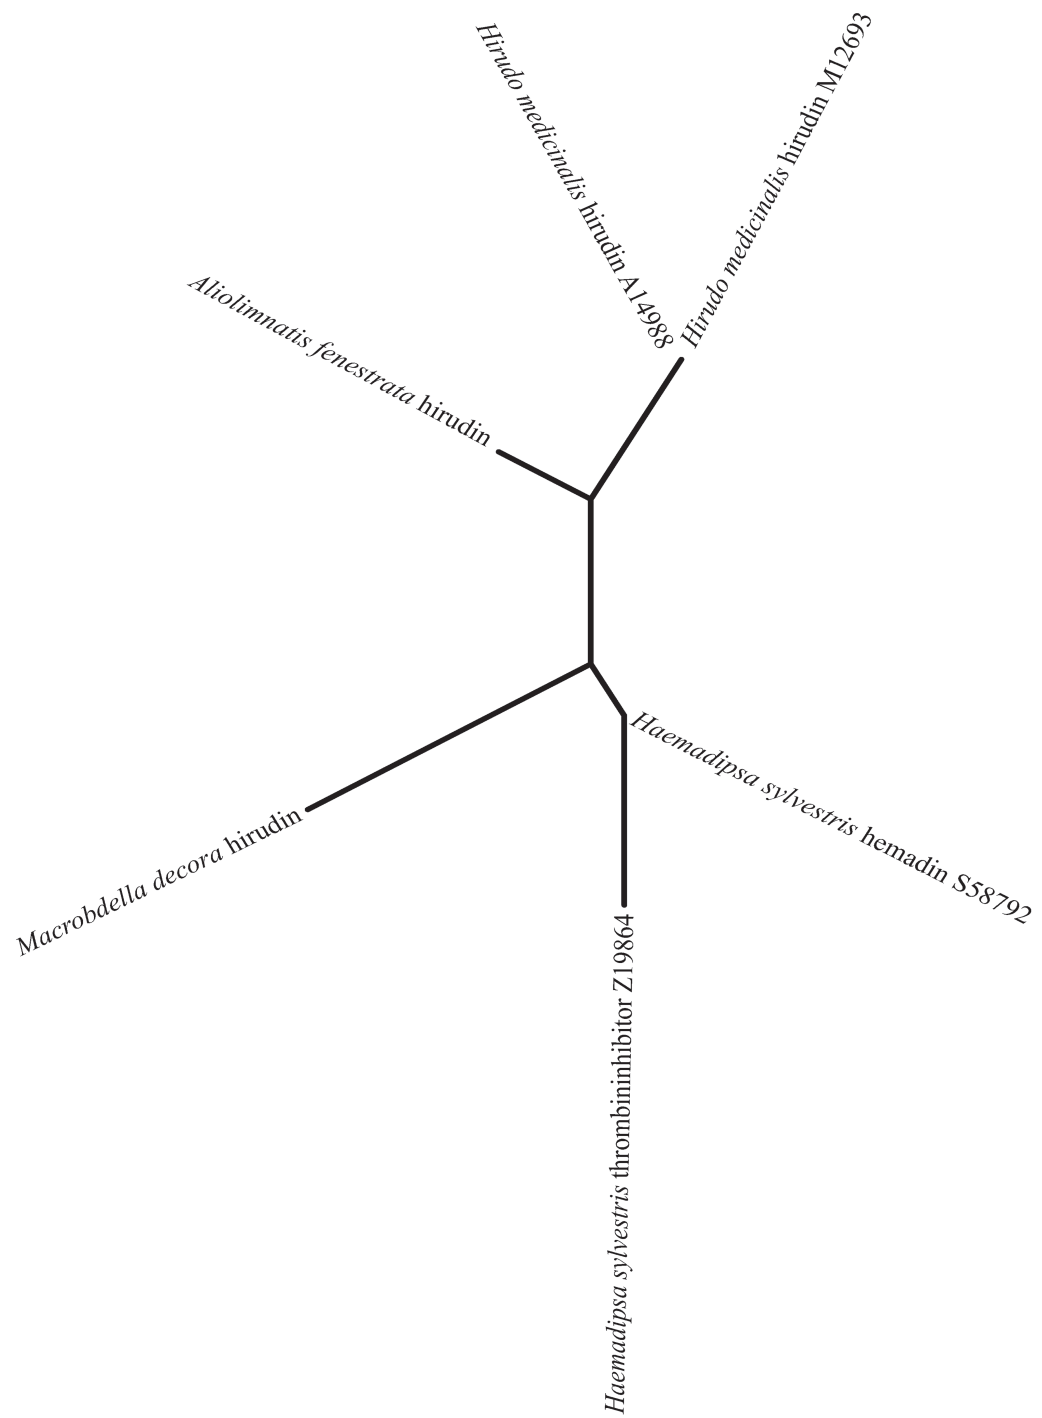 Hirudo medicinalis hirudin A14988
Hirudo medicinalis hirudin M12693
Aliolimnatis fenestrata hirudin
Haemadipsa sylvestris hemadin S58792
Macrobdella decora hirudin
Haemadipsa sylvestris thrombininhibitor Z19864